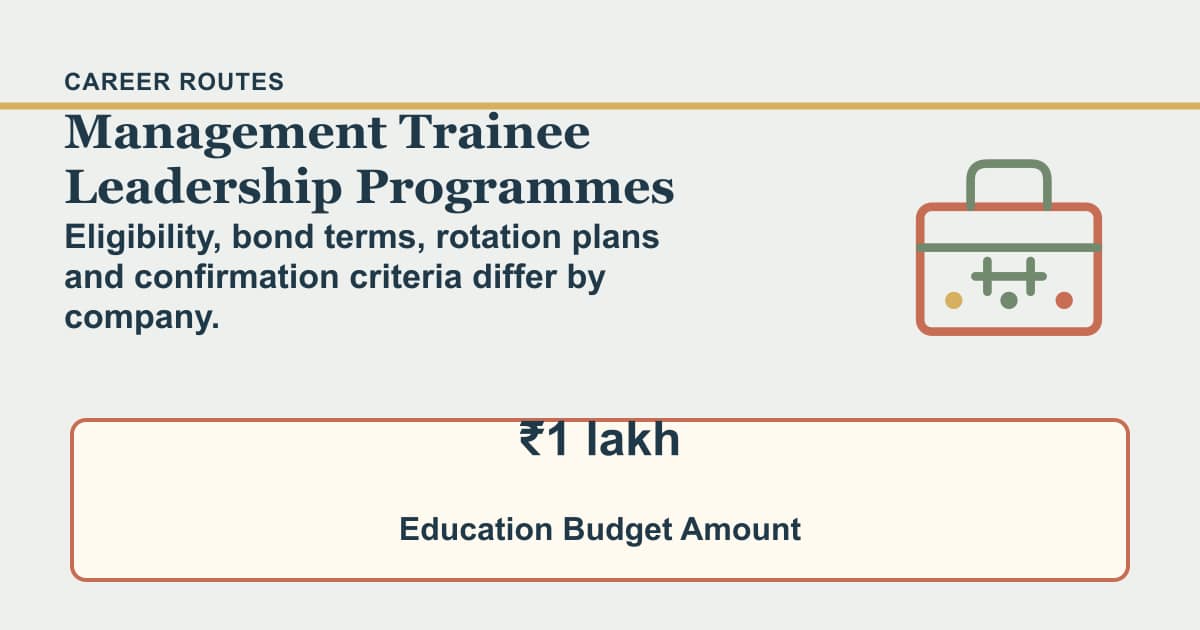 CAREER ROUTES
Management Trainee
Leadership Programmes
Eligibility, bond terms, rotation plans
and confirmation criteria differ by
company.
₹1 lakh
Education Budget Amount